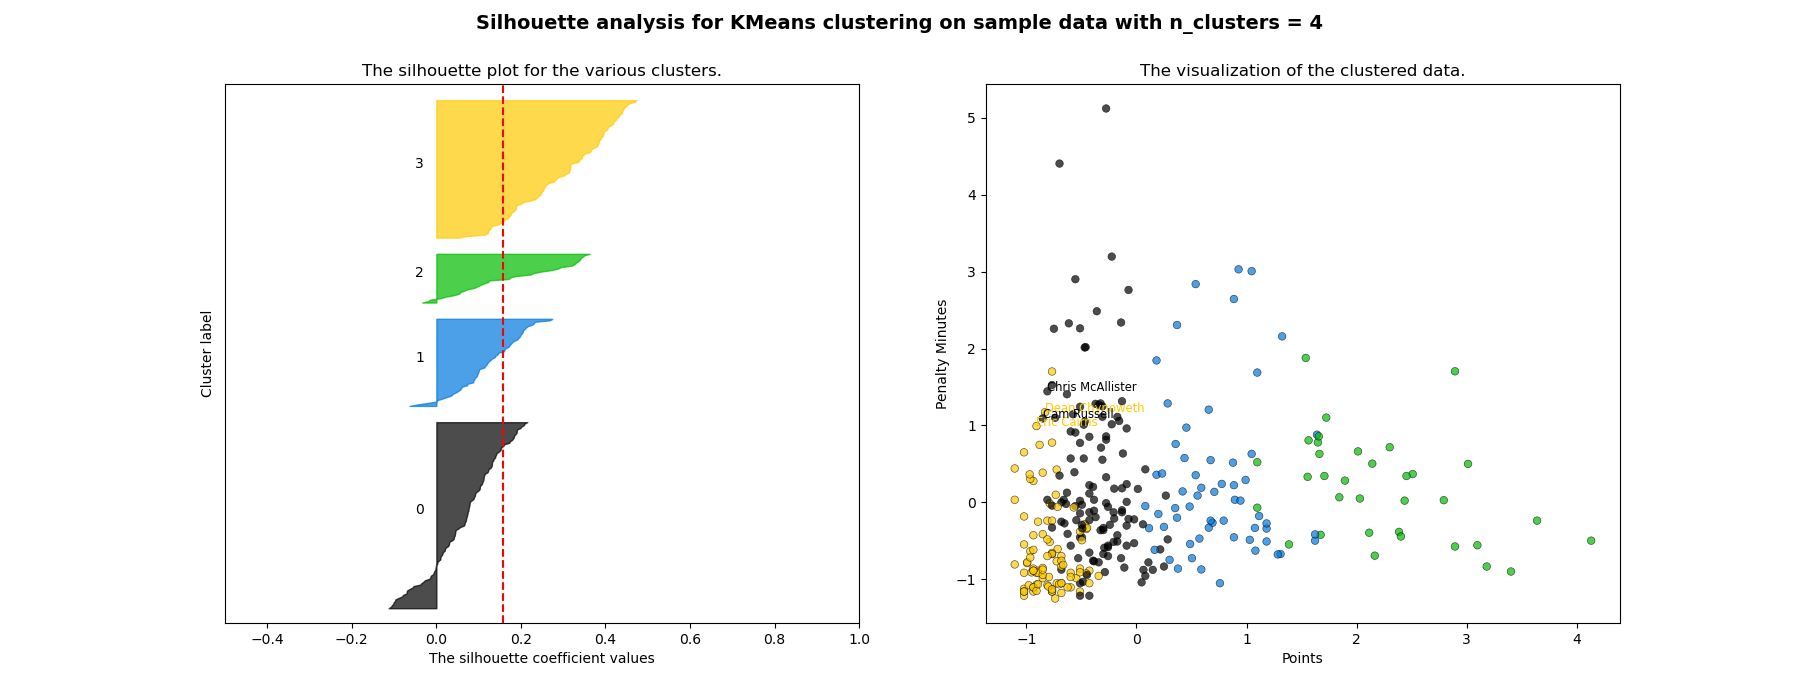 Silhouette analysis for KMeans clustering on sample data with n_clusters = 4
The silhouette plot for the various clusters.
3
2
1
0
Cluster label
−0.4 −0.2 0.0 0.2 0.4 0.6 0.8 1.0
The silhouette coefficient values
The visualization of the clustered data.
5
4
3
2
1
0
−1
Penalty Minutes
Chris McAllister
Cam Russell
−1 0 1 2 3 4
Points